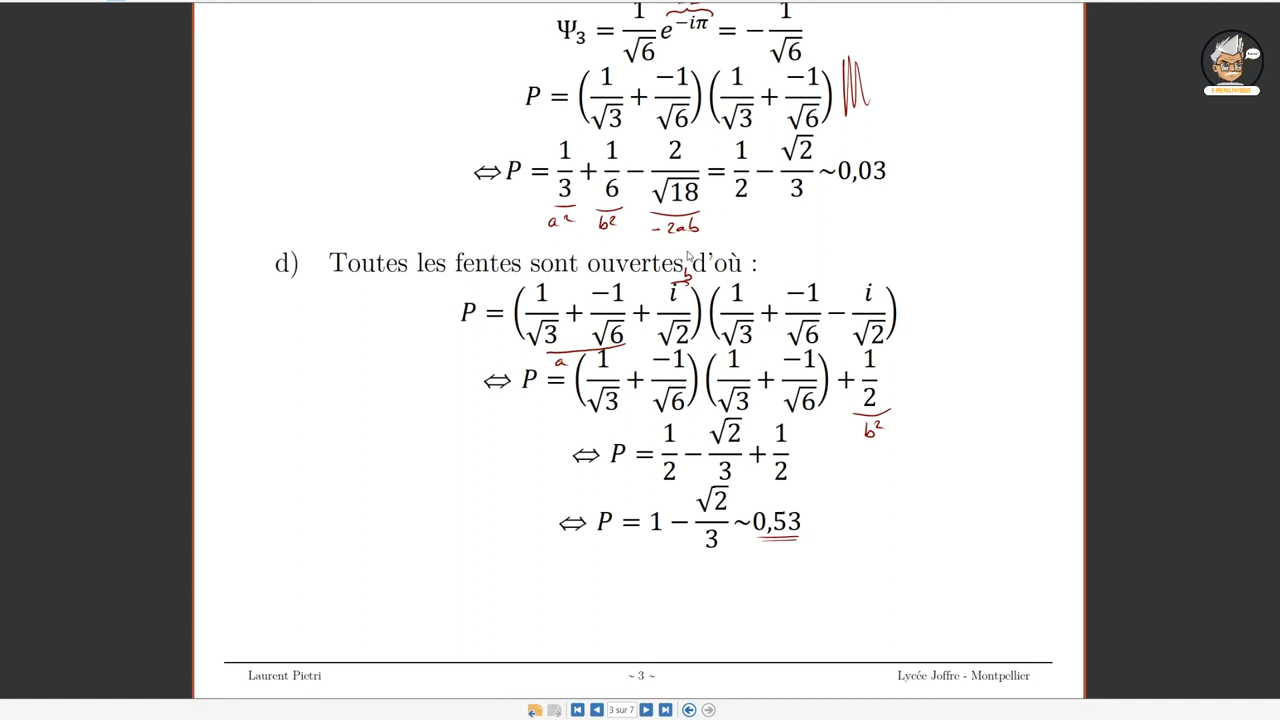 Ψ₃ = 1/√6 e^(−iπ) = − 1/√6
P = (1/√3 + −1/√6)(1/√3 + −1/√6)
⇔ P = 1/3 + 1/6 − 2/√18 = 1/2 − √2/3 ~0,03
a² b² −2ab
d) Toutes les fentes sont ouvertes d'où :
b
P = (1/√3 + −1/√6 + i/√2)(1/√3 + −1/√6 − i/√2)
a
⇔ P = (1/√3 + −1/√6)(1/√3 + −1/√6) + 1/2
b²
⇔ P = 1/2 − √2/3 + 1/2
⇔ P = 1 − √2/3 ~0,53
Laurent Pietri ~ 3 ~ Lycée Joffre - Montpellier
3 sur 7